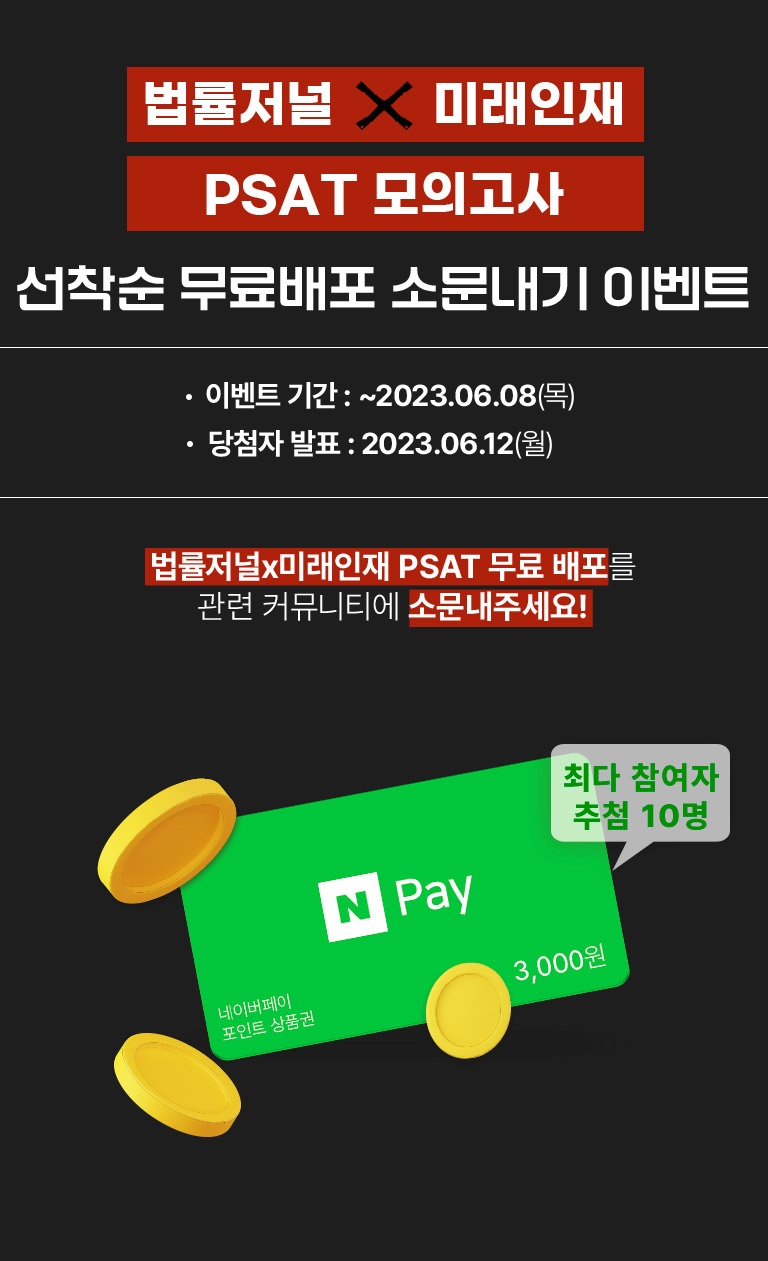 법률저널 X 미래인재
PSAT 모의고사
선착순 무료배포 소문내기 이벤트
• 이벤트 기간 : ~2023.06.08(목)
• 당첨자 발표 : 2023.06.12(월)
법률저널x미래인재 PSAT 무료 배포를
관련 커뮤니티에 소문내주세요!
최다 참여자
추첨 10명
N Pay
3,000원
네이버페이
포인트 상품권